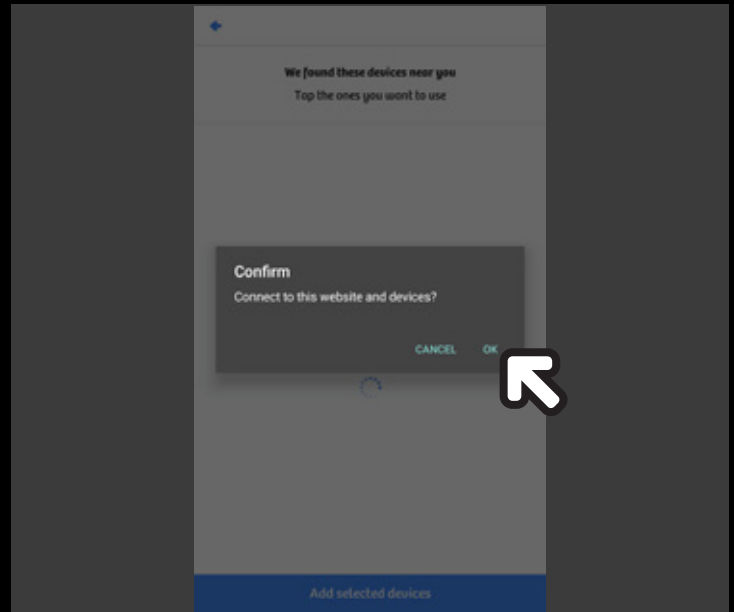 We found these devices near you
Tap the ones you want to use
Confirm
Connect to this website and devices?
CANCEL OK
Add selected devices